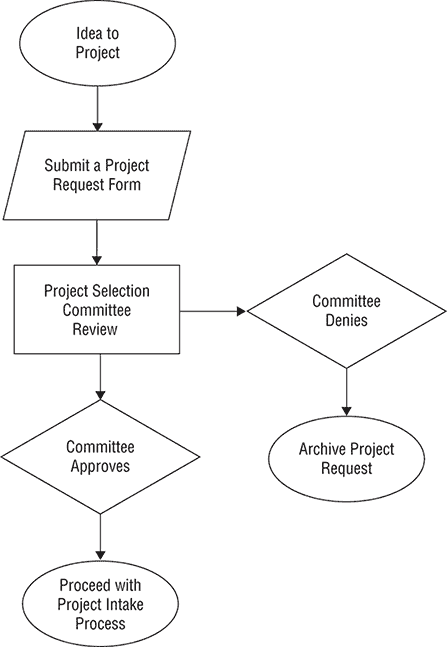 Idea to
Project
Submit a Project
Request Form
Project Selection
Committee
Review
Committee
Denies
Committee
Approves
Archive Project
Request
Proceed with
Project Intake
Process